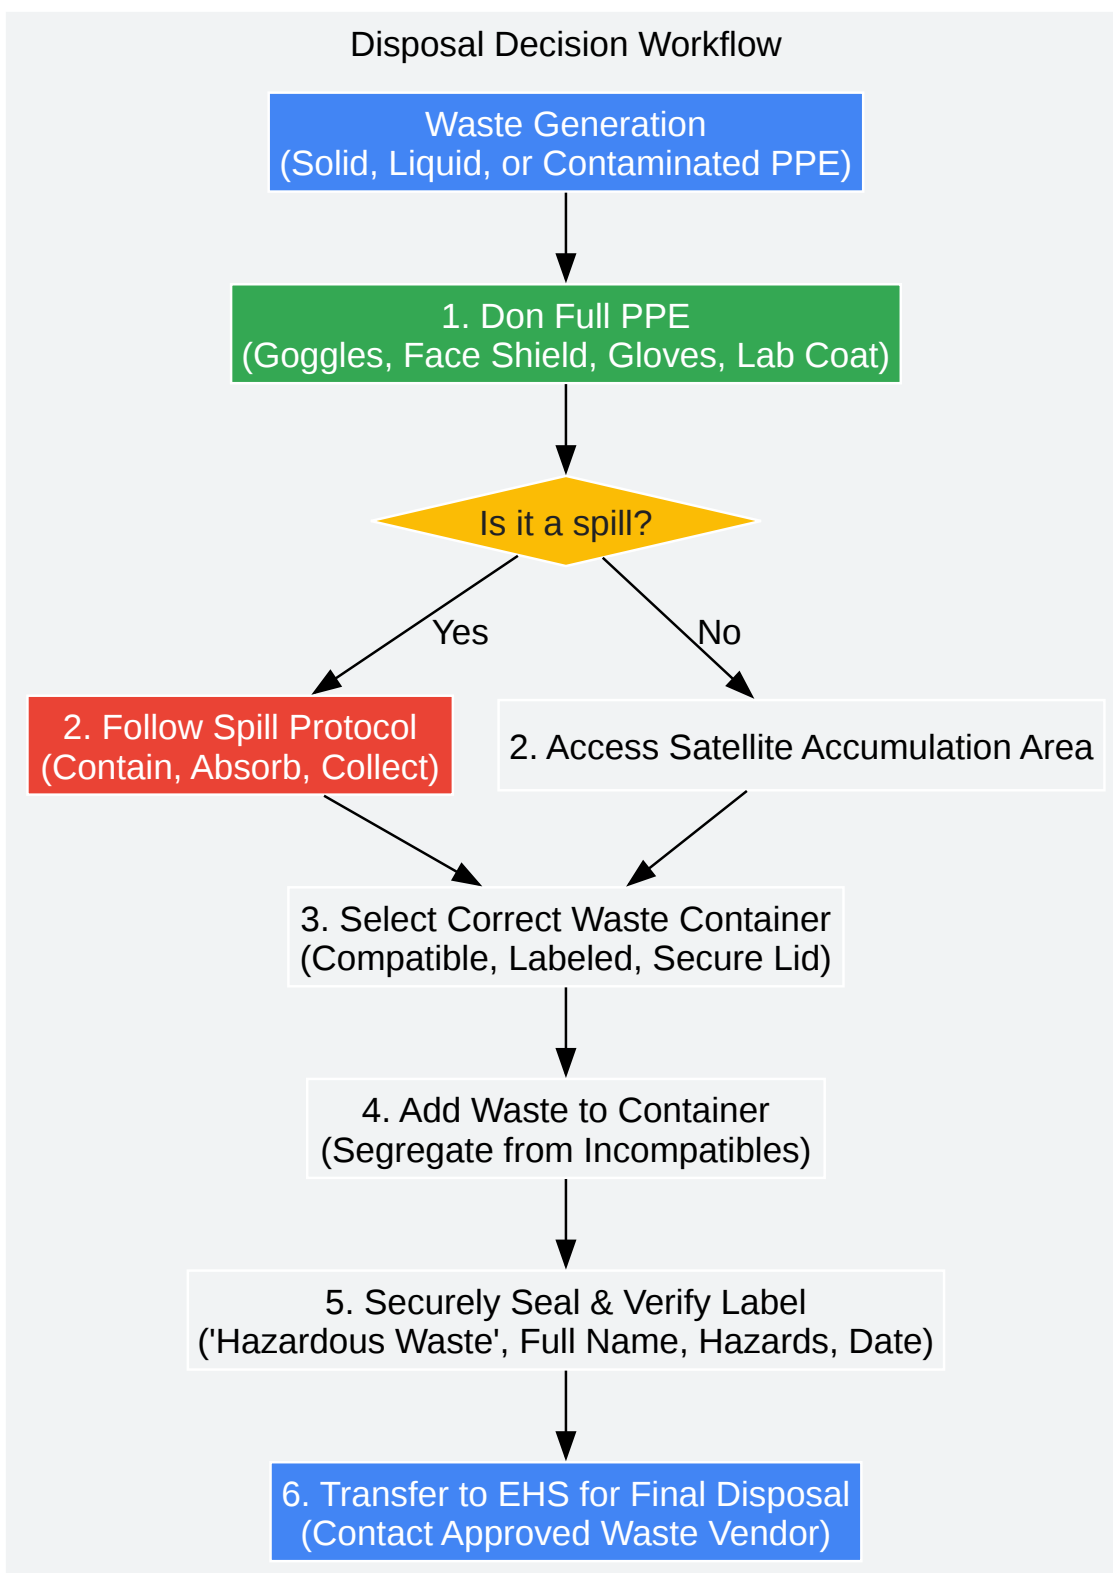 Disposal Decision Workflow
Waste Generation
(Solid, Liquid, or Contaminated PPE)
1. Don Full PPE
(Goggles, Face Shield, Gloves, Lab Coat)
Is it a spill?
Yes
No
2. Follow Spill Protocol
(Contain, Absorb, Collect)
2. Access Satellite Accumulation Area
3. Select Correct Waste Container
(Compatible, Labeled, Secure Lid)
4. Add Waste to Container
(Segregate from Incompatibles)
5. Securely Seal & Verify Label
('Hazardous Waste', Full Name, Hazards, Date)
6. Transfer to EHS for Final Disposal
(Contact Approved Waste Vendor)